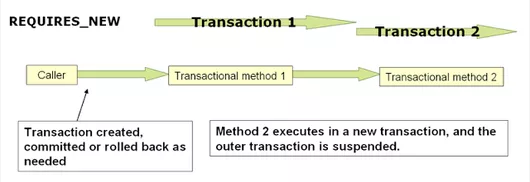 REQUIRES_NEW
Transaction 1
Transaction 2
Caller
Transactional method 1
Transactional method 2
Transaction created,
committed or rolled back as
needed
Method 2 executes in a new transaction, and the
outer transaction is suspended.